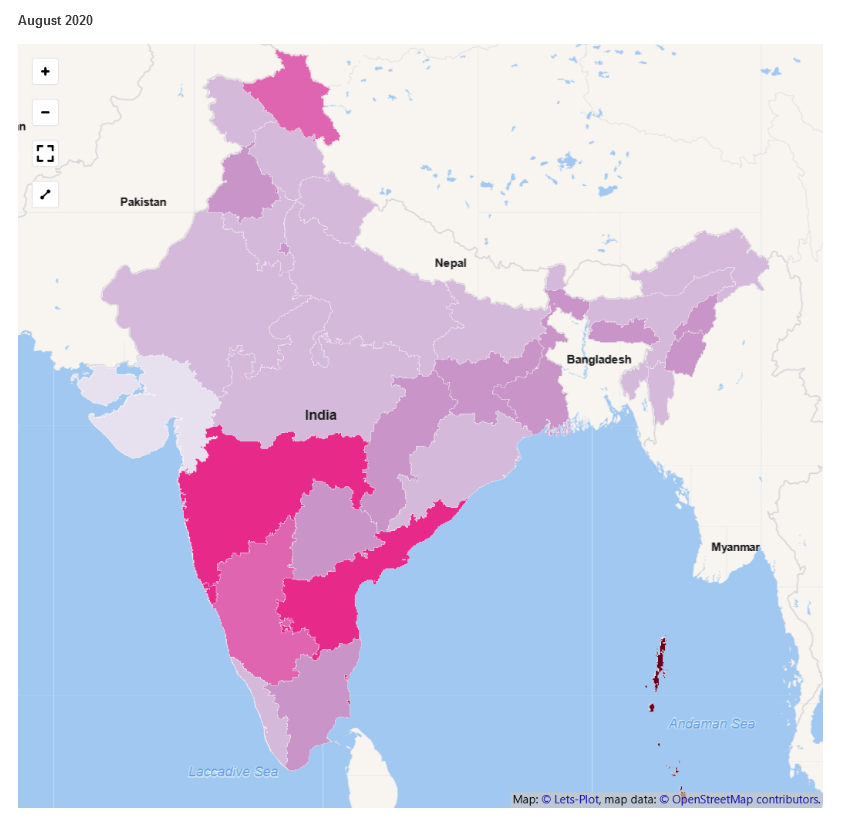 August 2020
+
−
n
Pakistan
Nepal
Bangladesh
India
Myanmar
Andaman Sea
Laccadive Sea
Map: © Lets-Plot, map data: © OpenStreetMap contributors.